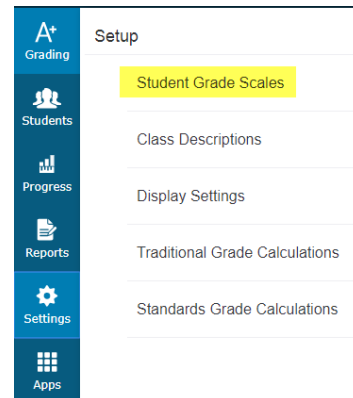 A+
Grading
Students
Progress
Reports
Settings
Apps
Setup
Student Grade Scales
Class Descriptions
Display Settings
Traditional Grade Calculations
Standards Grade Calculations